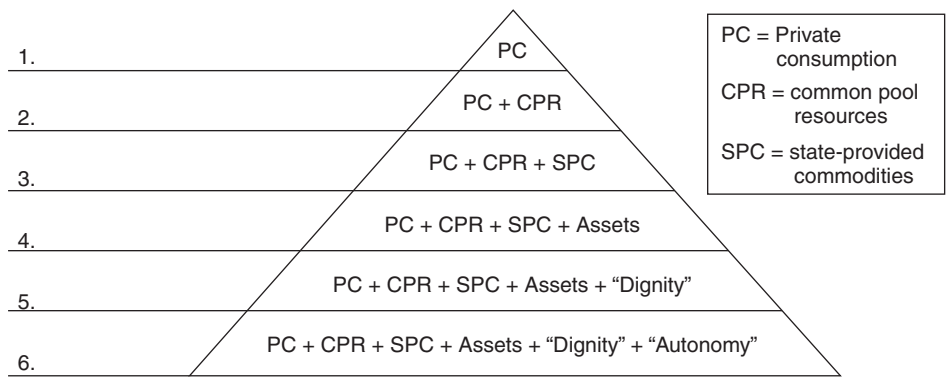 1.
PC
2.
PC + CPR
3.
PC + CPR + SPC
4.
PC + CPR + SPC + Assets
5.
PC + CPR + SPC + Assets + “Dignity”
6.
PC + CPR + SPC + Assets + “Dignity” + “Autonomy”
PC = Private
consumption
CPR = common pool
resources
SPC = state-provided
commodities